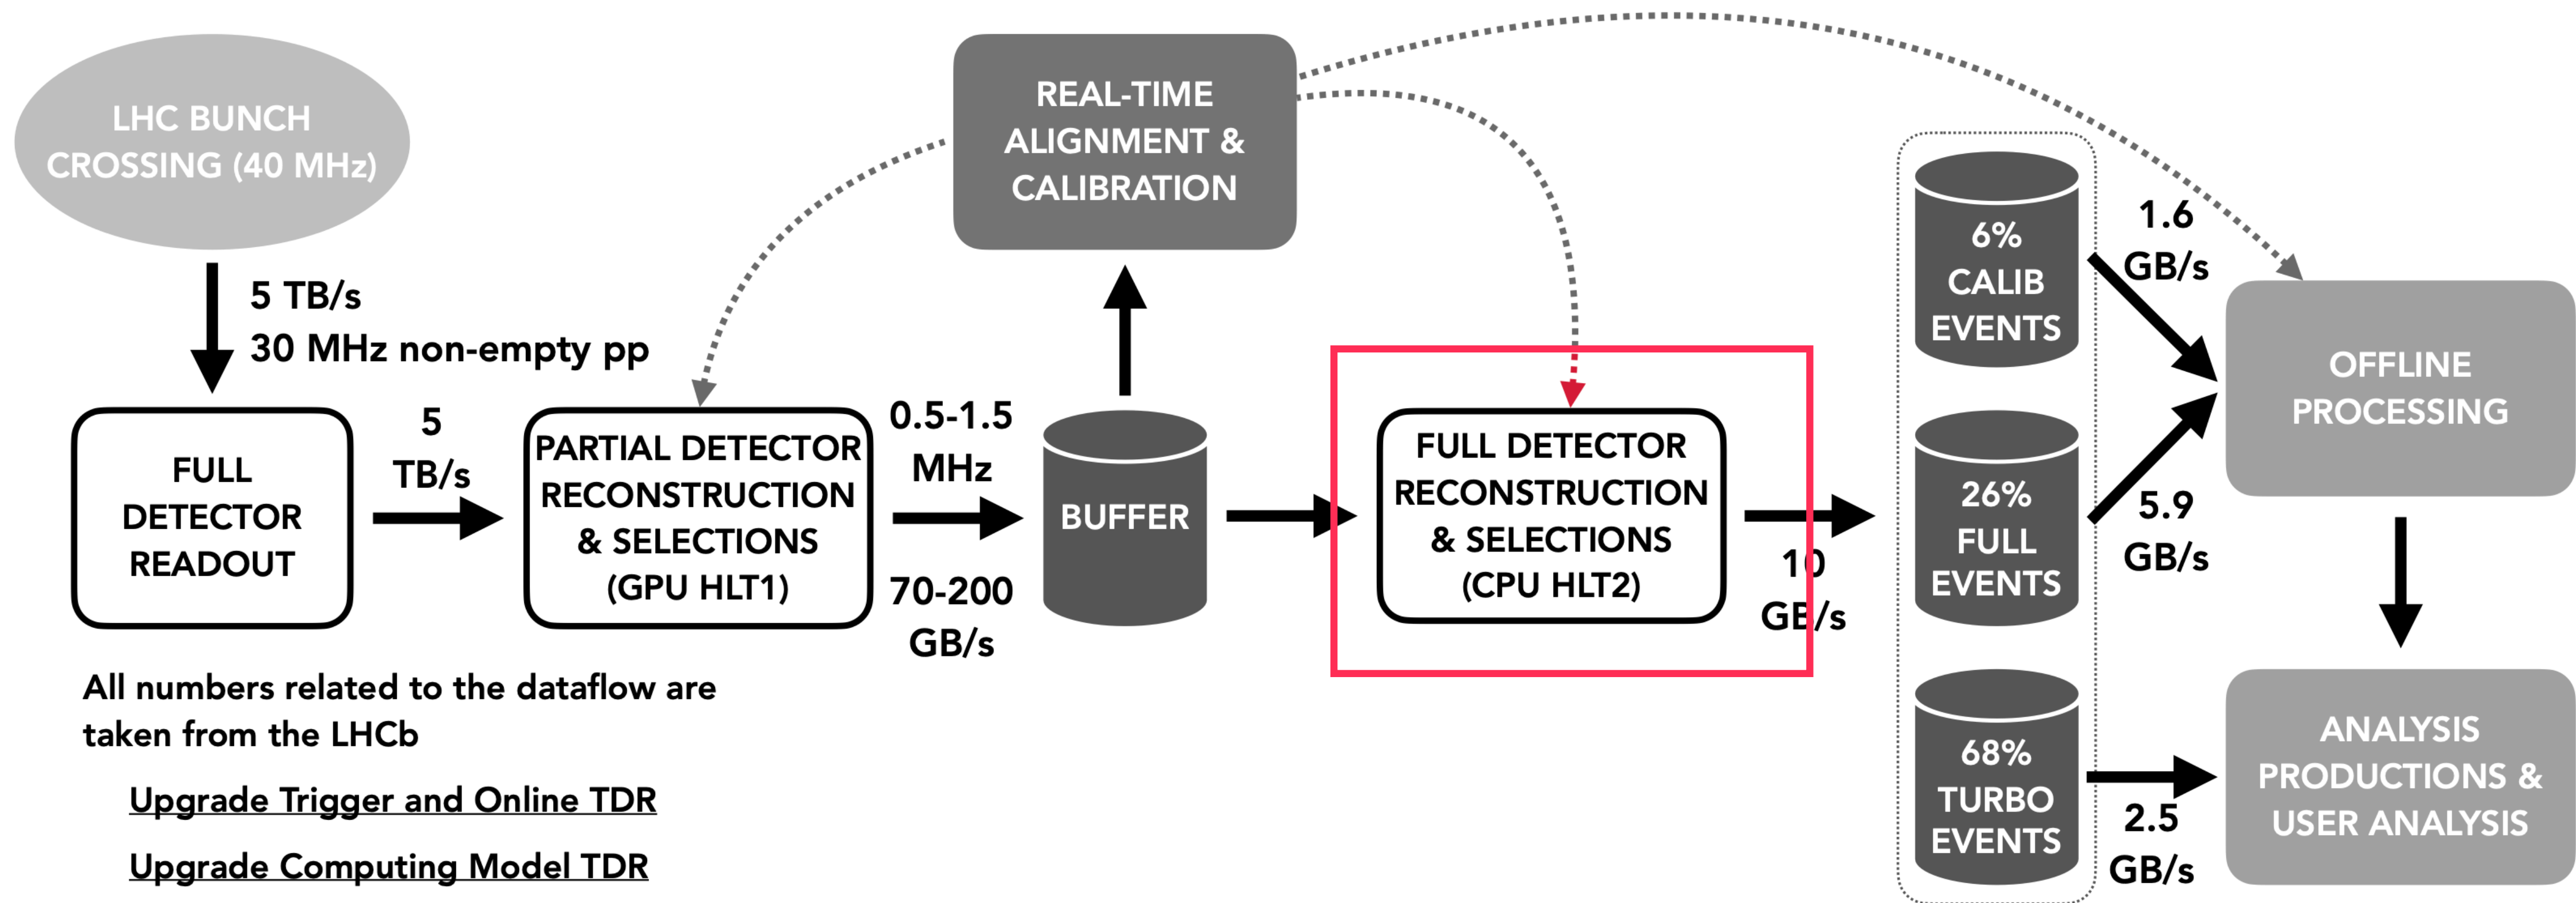 LHC BUNCH
CROSSING (40 MHz)
5 TB/s
30 MHz non-empty pp
FULL
DETECTOR
READOUT
5
TB/s
PARTIAL DETECTOR
RECONSTRUCTION
& SELECTIONS
(GPU HLT1)
0.5-1.5
MHz
70-200
GB/s
REAL-TIME
ALIGNMENT &
CALIBRATION
BUFFER
FULL DETECTOR
RECONSTRUCTION
& SELECTIONS
(CPU HLT2)
10
GB/s
6%
CALIB
EVENTS
1.6
GB/s
26%
FULL
EVENTS
5.9
GB/s
68%
TURBO
EVENTS
2.5
GB/s
OFFLINE
PROCESSING
ANALYSIS
PRODUCTIONS &
USER ANALYSIS
All numbers related to the dataflow are
taken from the LHCb
Upgrade Trigger and Online TDR
Upgrade Computing Model TDR